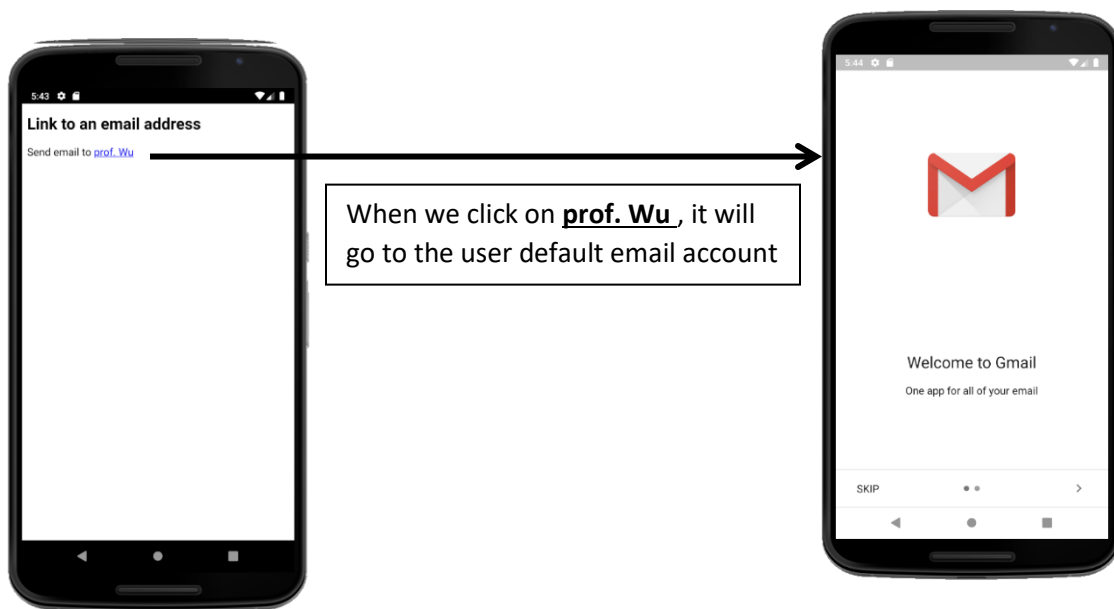 5:43
Link to an email address
Send email to prof. Wu
When we click on prof. Wu , it will
go to the user default email account
5:44
Welcome to Gmail
One app for all of your email
SKIP